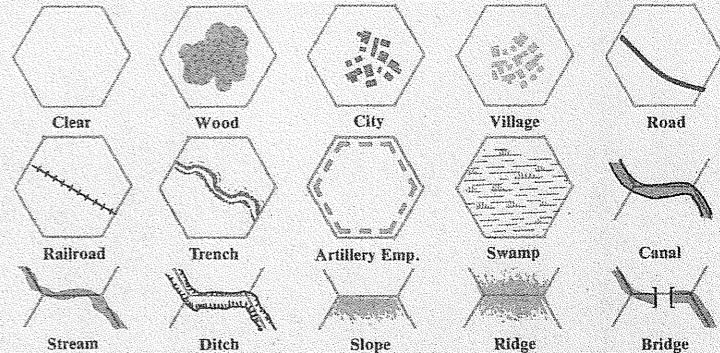 Clear Wood City Village Road
Railroad Trench Artillery Emp. Swamp Canal
Stream Ditch Slope Ridge Bridge